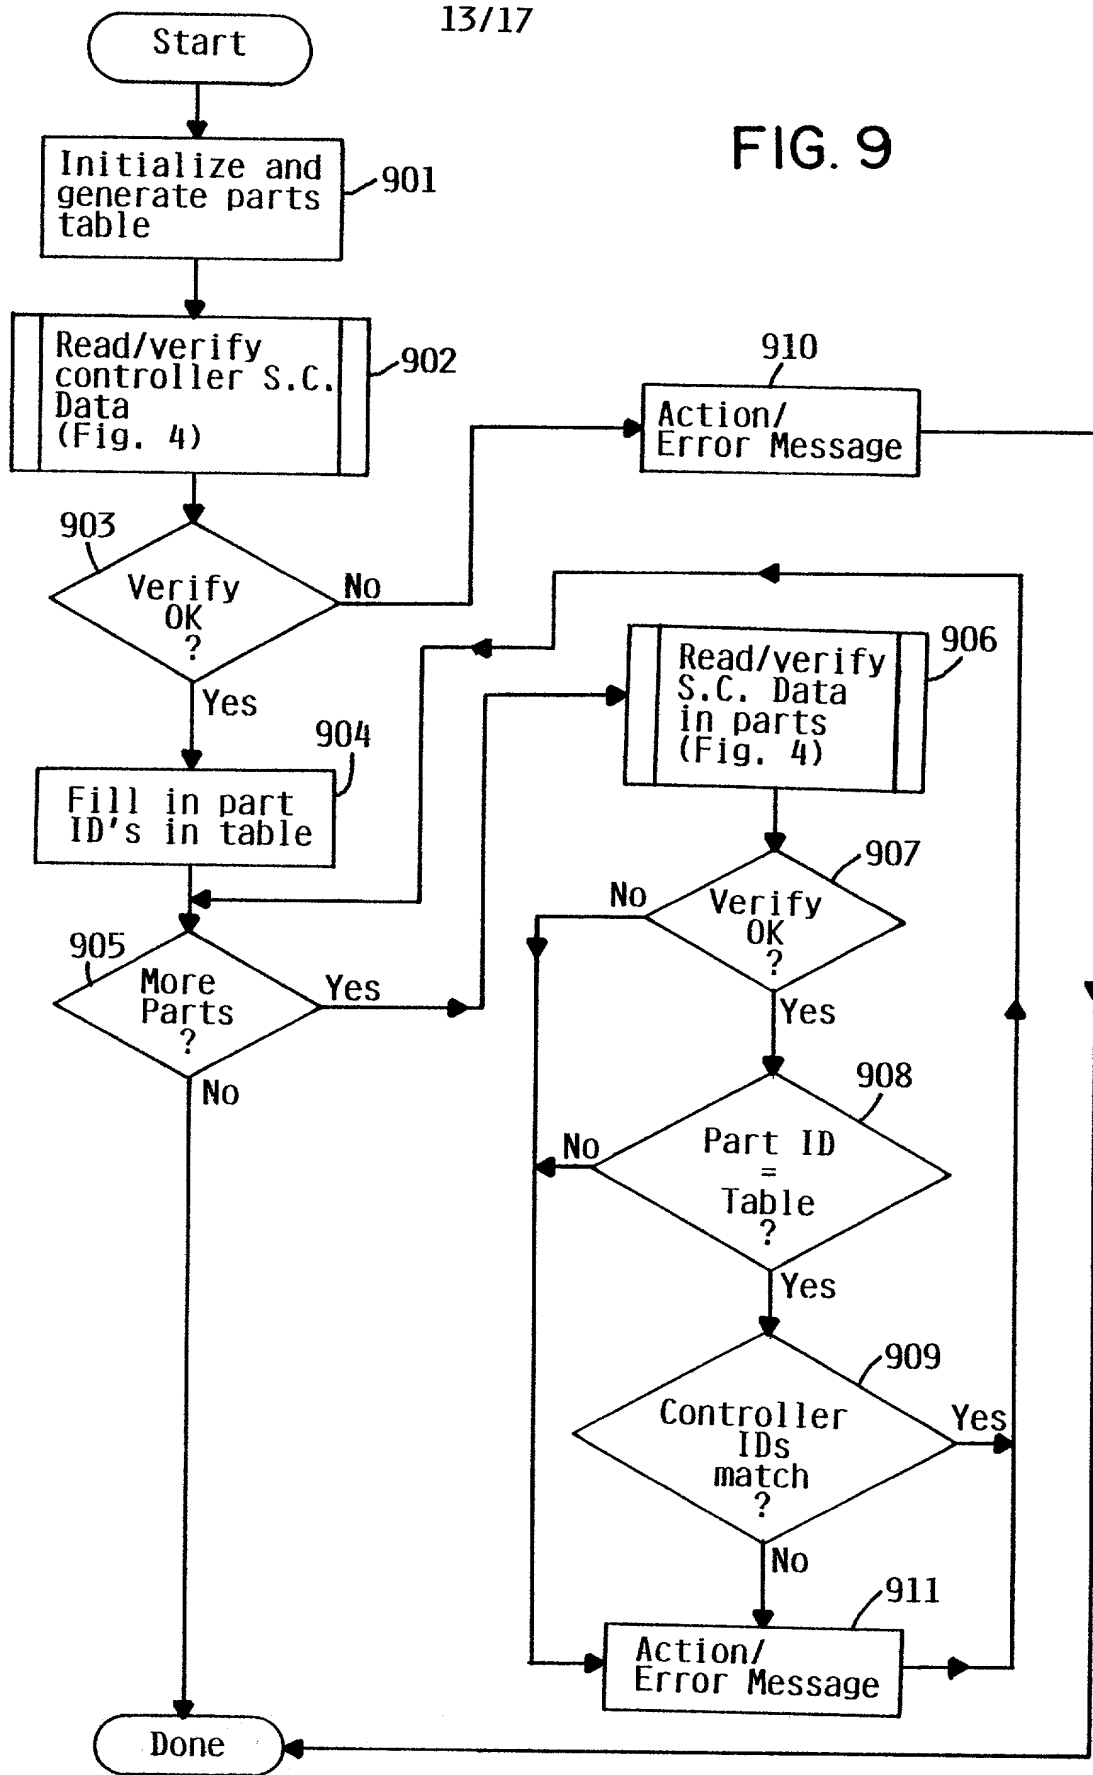 13/17
FIG. 9
Start
Initialize and
generate parts
table
901
Read/verify
controller S.C.
Data
(Fig. 4)
902
910
Action/
Error Message
903
Verify
OK
?
No
Yes
904
Fill in part
ID's in table
905
More
Parts
?
Yes
No
Read/verify
S.C. Data
in parts
(Fig. 4)
906
907
Verify
OK
?
No
Yes
908
Part ID
=
Table
?
No
Yes
909
Controller
IDs
match
?
Yes
No
911
Action/
Error Message
Done